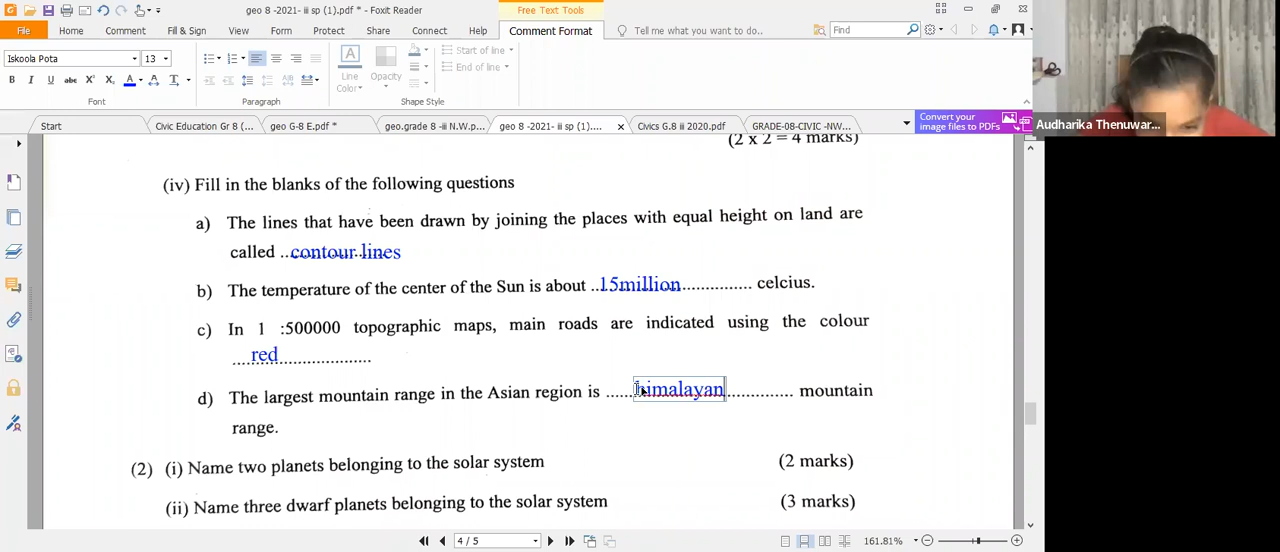 geo 8 -2021- ii sp (1).pdf * - Foxit Reader
Free Text Tools
File Home Comment View Form Protect Share Connect Help Fill & Sign Comment Format Tell me what you want to do.. Find
Iskoola Pota 13
Start of line
End of line
B I U abc X² X₂ A A T
Line Color
Opacity
Font Paragraph Shape Style
Start Civic Education Gr 8 (... geo G-8 E.pdf * geo.grade 8 -ii N.W.p... geo 8 -2021- ii sp (1).... Civics G.8 ii 2020.pdf GRADE-08-CIVIC -NW...
Convert your image files to PDFs
Audharika Thenuwar...
(2 x 2 = 4 marks)
(iv) Fill in the blanks of the following questions
a) The lines that have been drawn by joining the places with equal height on land are
called ..contour lines
b) The temperature of the center of the Sun is about ..15million................ celcius.
c) In 1 :500000 topographic maps, main roads are indicated using the colour
....red......................
d) The largest mountain range in the Asian region is ......himalayan............... mountain
range.
(2) (i) Name two planets belonging to the solar system (2 marks)
(ii) Name three dwarf planets belonging to the solar system (3 marks)
4 / 5
161.81%